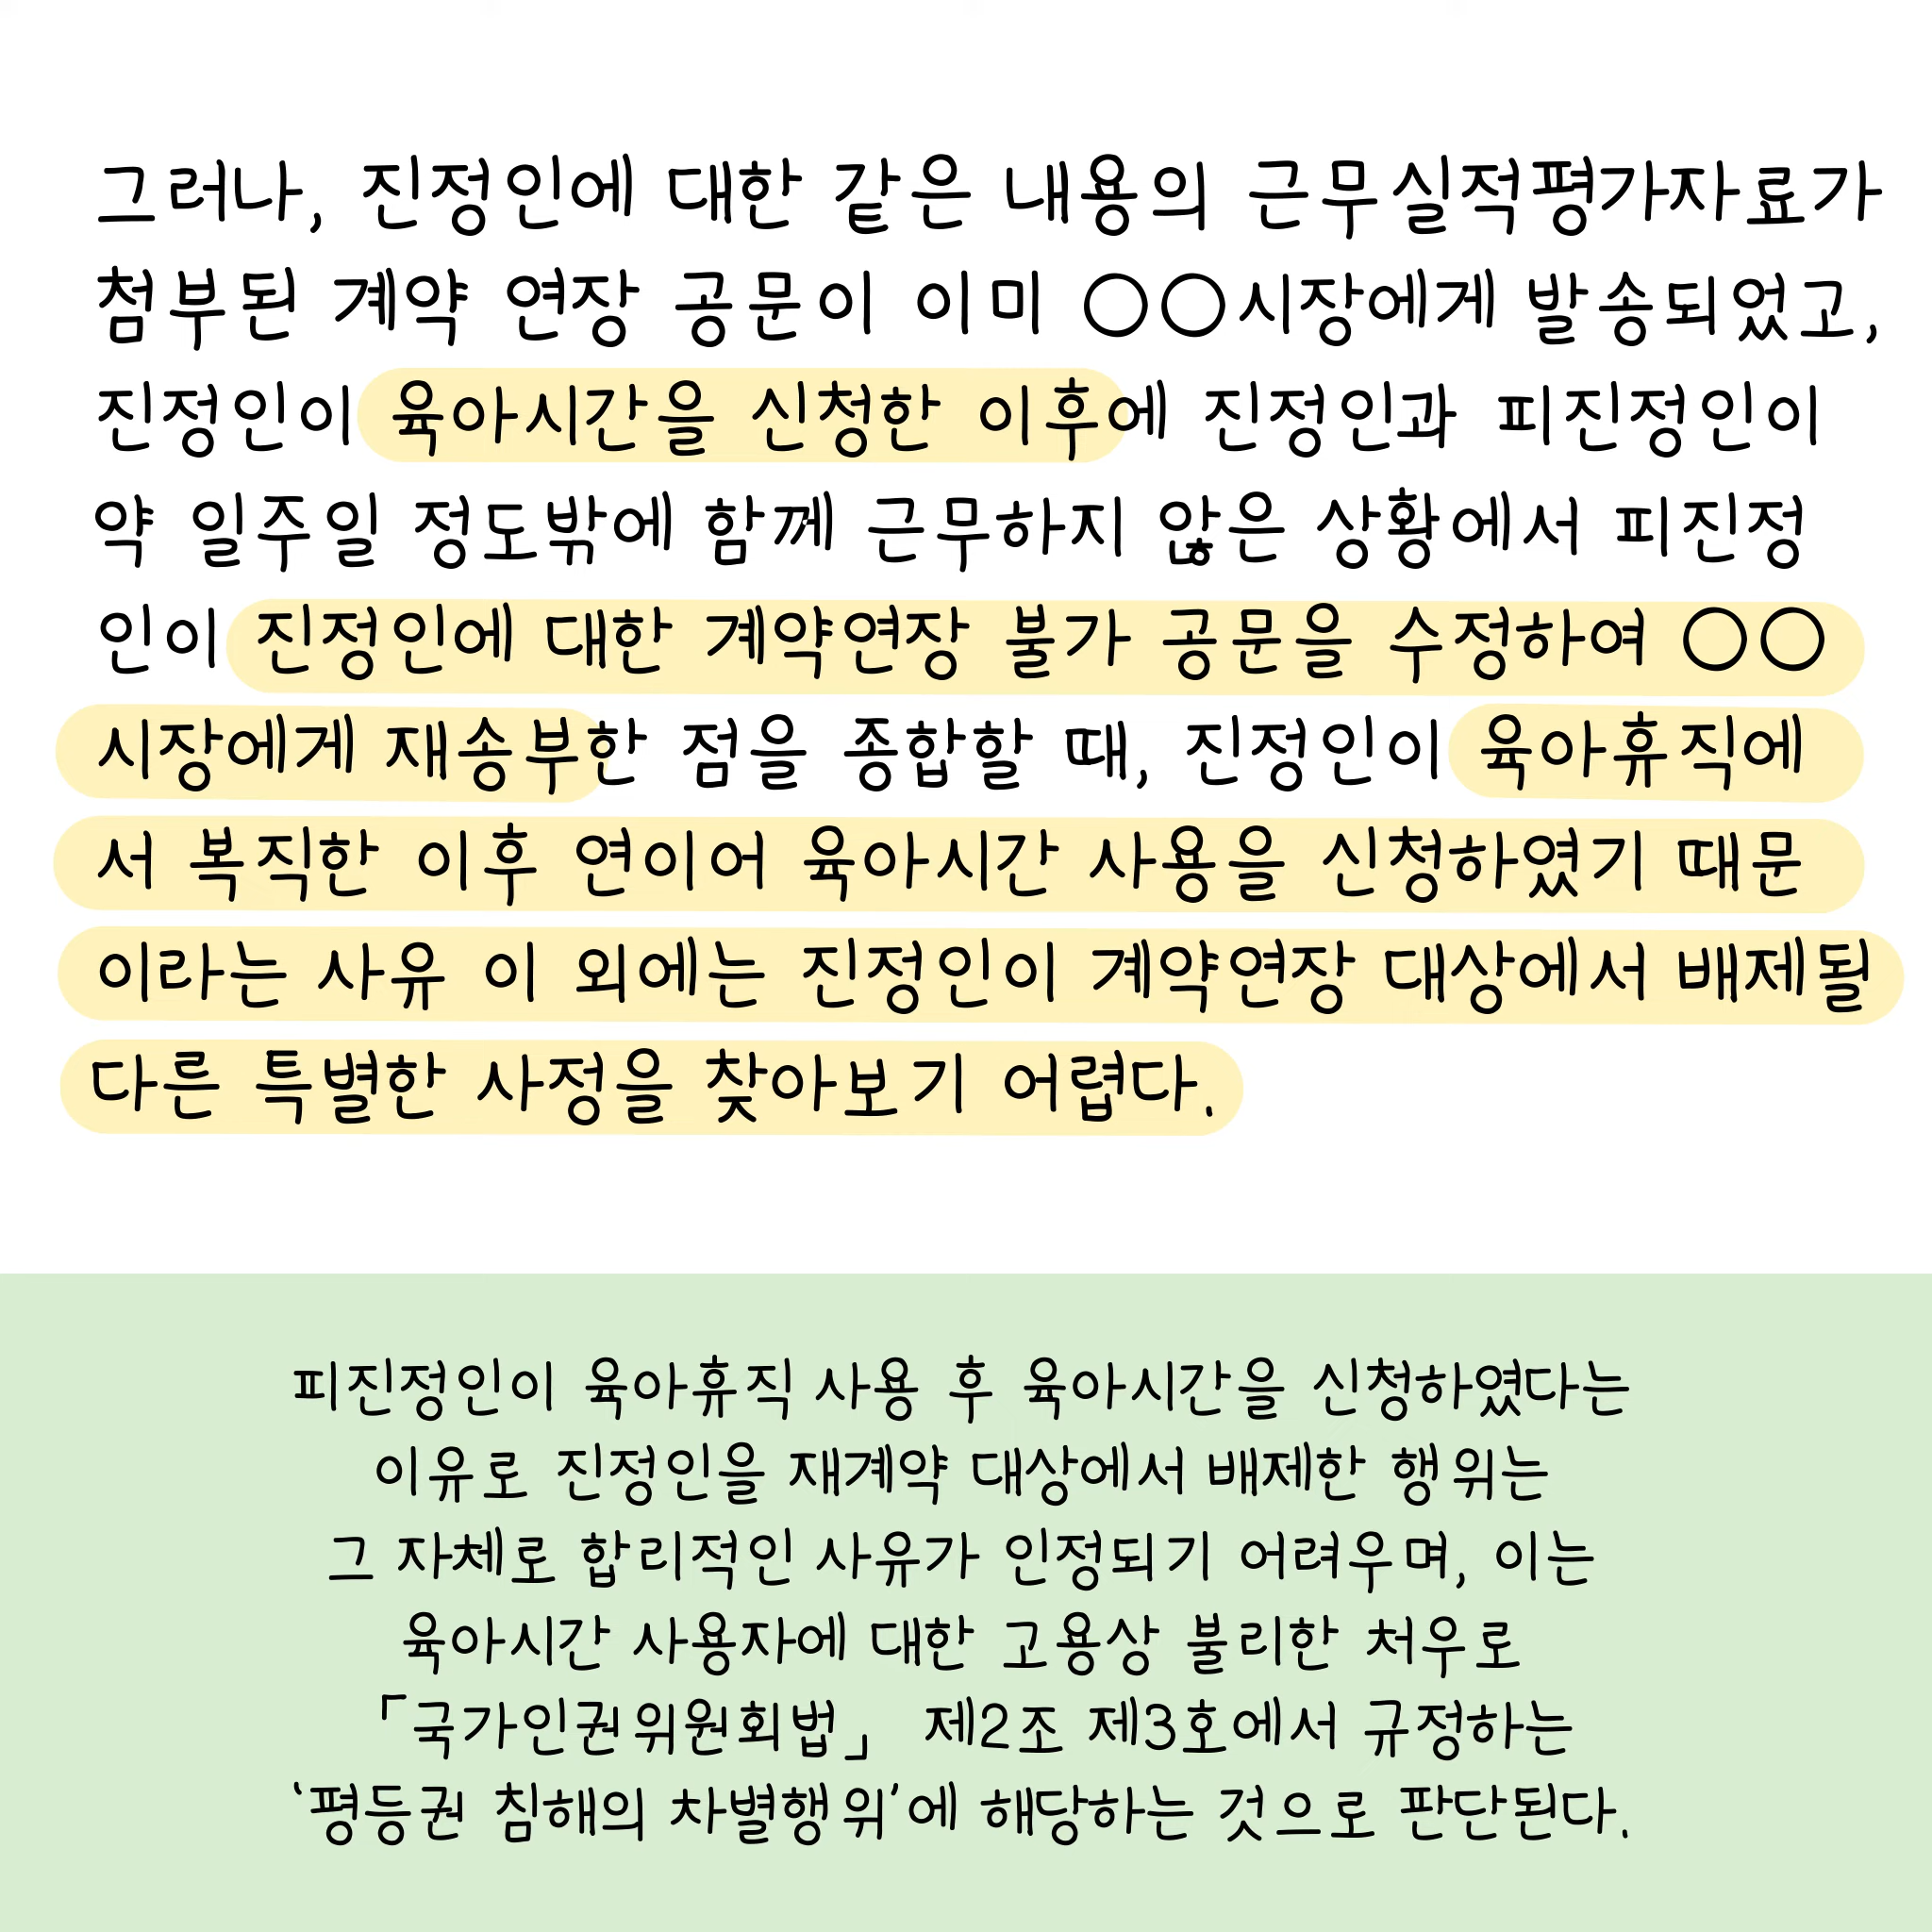 그러나, 진정인에 대한 같은 내용의 근무실적평가자료가
첨부된 계약 연장 공문이 이미 ○○시장에게 발송되었고,
진정인이 육아시간을 신청한 이후에 진정인과 피진정인이
약 일주일 정도밖에 함께 근무하지 않은 상황에서 피진정
인이 진정인에 대한 계약연장 불가 공문을 수정하여 ○○
시장에게 재송부한 점을 종합할 때, 진정인이 육아휴직에
서 복직한 이후 연이어 육아시간 사용을 신청하였기 때문
이라는 사유 이 외에는 진정인이 계약연장 대상에서 배제될
다른 특별한 사정을 찾아보기 어렵다.
피진정인이 육아휴직 사용 후 육아시간을 신청하였다는
이유로 진정인을 재계약 대상에서 배제한 행위는
그 자체로 합리적인 사유가 인정되기 어려우며, 이는
육아시간 사용자에 대한 고용상 불리한 처우로
「국가인권위원회법」 제2조 제3호에서 규정하는
‘평등권 침해의 차별행위’에 해당하는 것으로 판단된다.